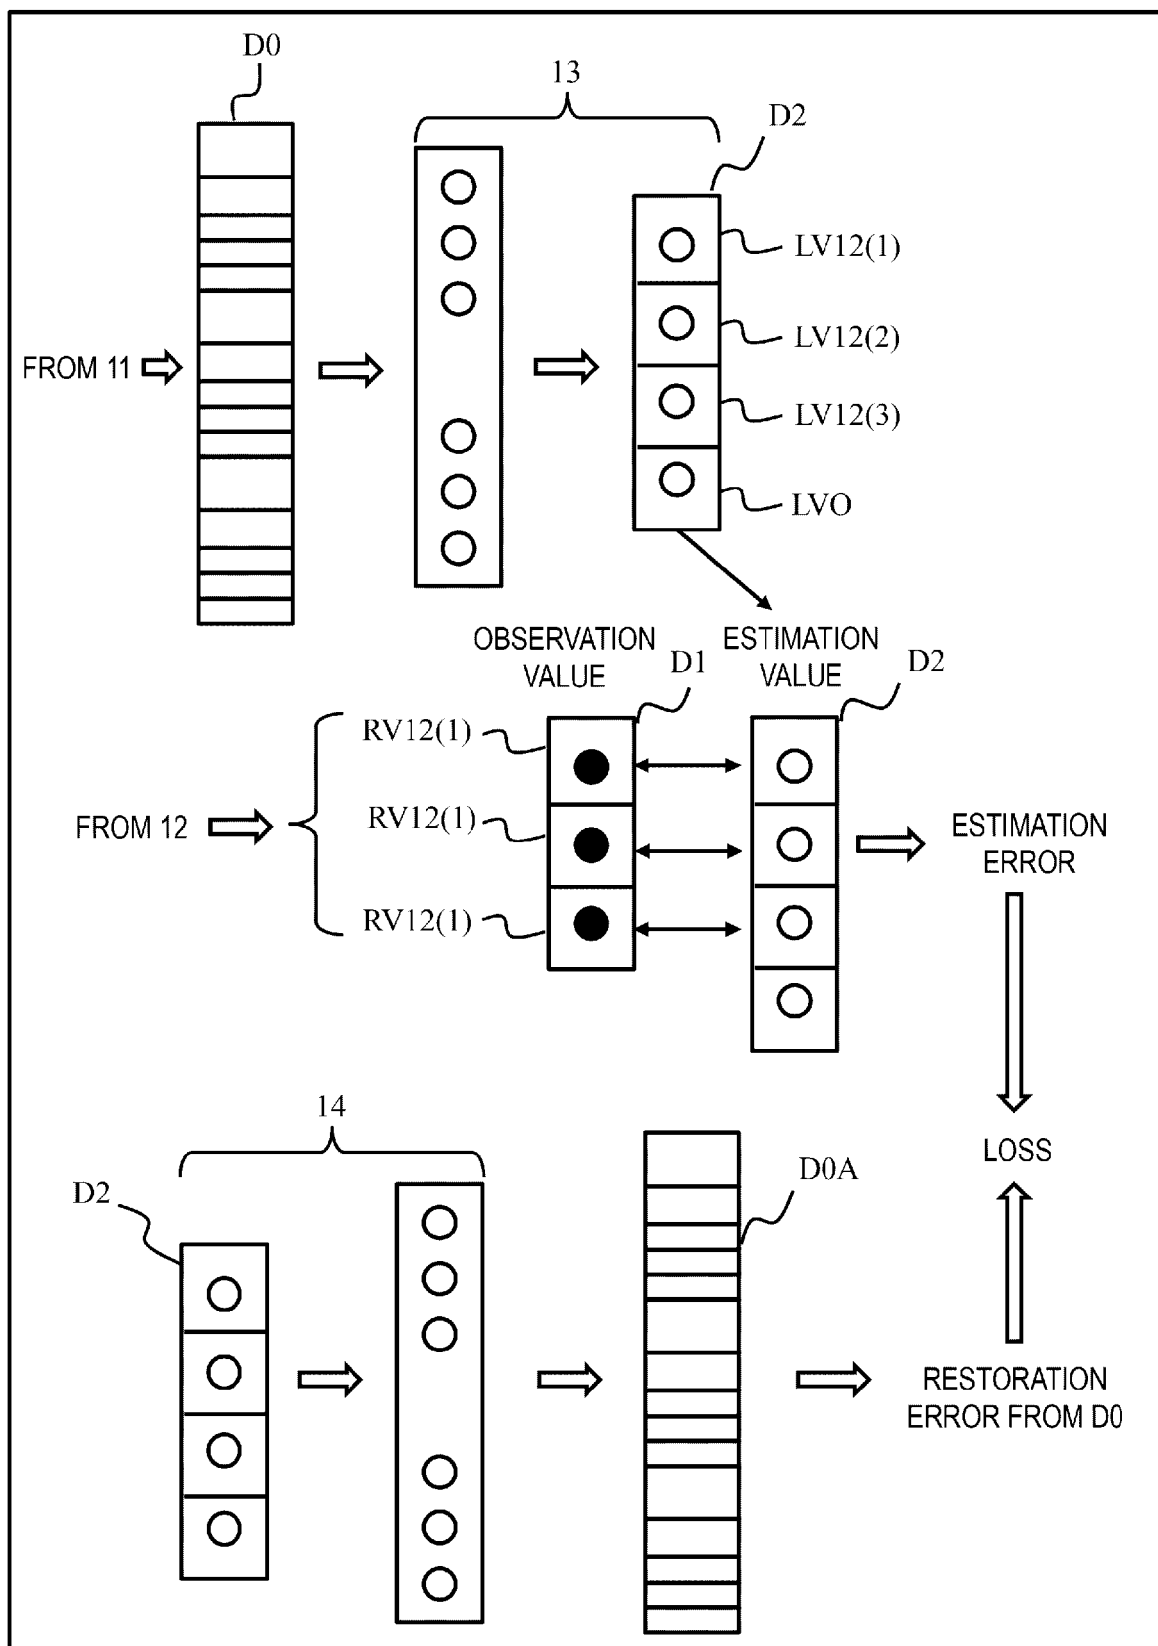 D0
13
D2
LV12(1)
LV12(2)
FROM 11
LV12(3)
LVO
OBSERVATION
VALUE
ESTIMATION
VALUE
D1
D2
RV12(1)
RV12(1)
RV12(1)
FROM 12
ESTIMATION
ERROR
14
LOSS
D2
D0A
RESTORATION
ERROR FROM D0